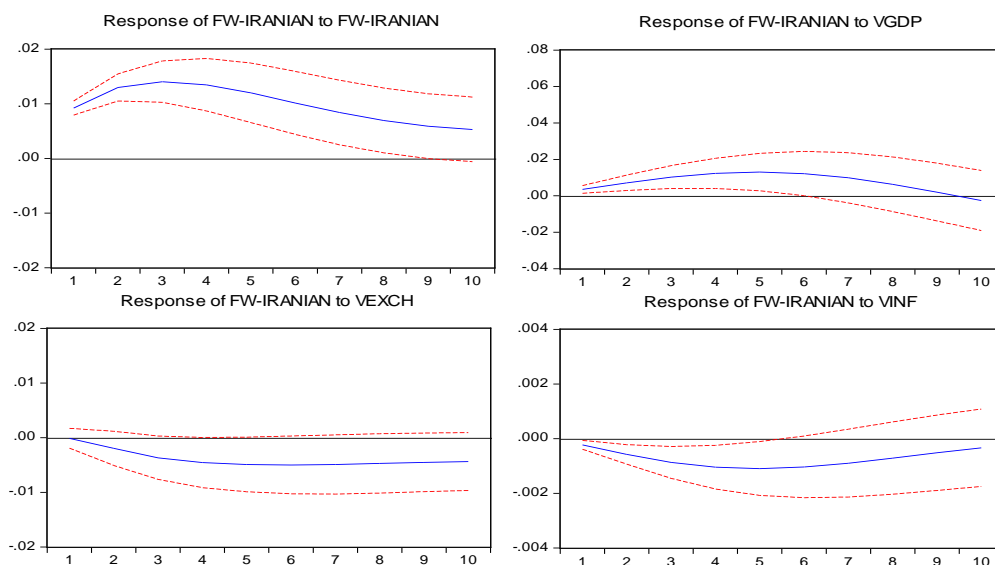 Response of FW-IRANIAN to FW-IRANIAN
.02
.01
.00
-.01
-.02
1 2 3 4 5 6 7 8 9 10
Response of FW-IRANIAN to VGDP
.08
.06
.04
.02
.00
-.02
-.04
1 2 3 4 5 6 7 8 9 10
Response of FW-IRANIAN to VEXCH
.02
.01
.00
-.01
-.02
1 2 3 4 5 6 7 8 9 10
Response of FW-IRANIAN to VINF
.004
.002
.000
-.002
-.004
1 2 3 4 5 6 7 8 9 10